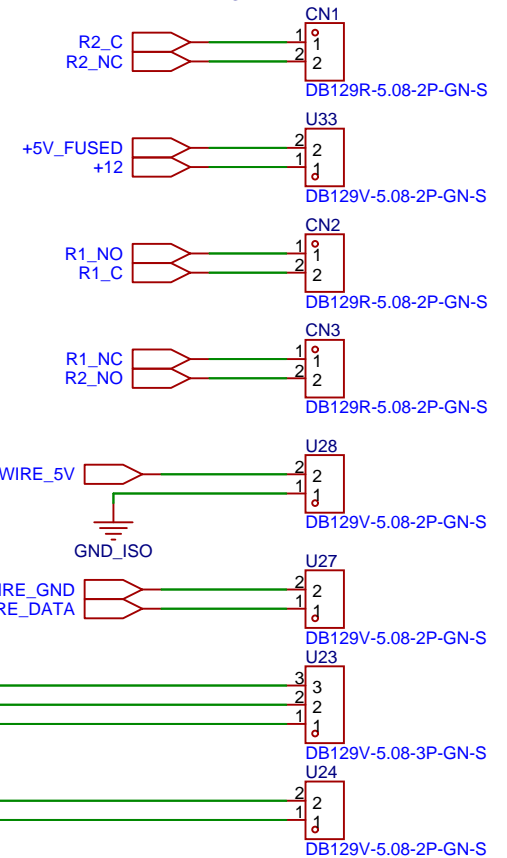 CN1
R2_C 1 1
R2_NC 2 2
DB129R-5.08-2P-GN-S
U33
+5V_FUSED 2 2
+12 1 1
DB129V-5.08-2P-GN-S
CN2
R1_NO 1 1
R1_C 2 2
DB129R-5.08-2P-GN-S
CN3
R1_NC 1 1
R2_NO 2 2
DB129R-5.08-2P-GN-S
U28
WIRE_5V 2 2
1 1
DB129V-5.08-2P-GN-S
GND_ISO
U27
IRE_GND 2 2
RE_DATA 1 1
DB129V-5.08-2P-GN-S
U23
3 3
2 2
1 1
DB129V-5.08-3P-GN-S
U24
2 2
1 1
DB129V-5.08-2P-GN-S